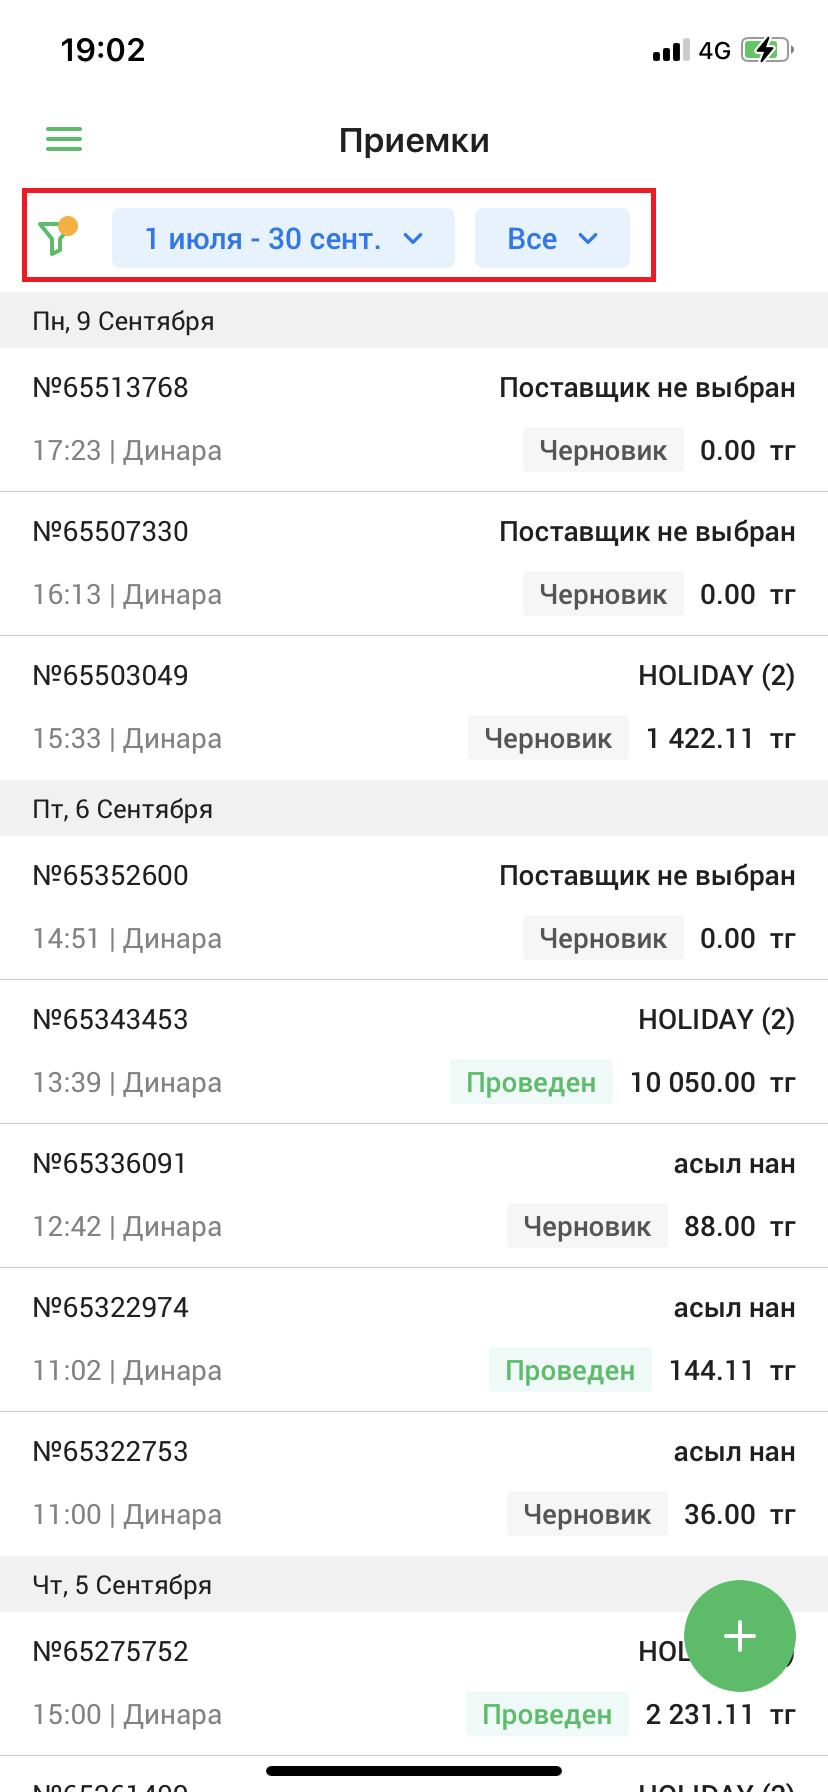 19:02 4G
Приемки
1 июля - 30 сент. Все
Пн, 9 Сентября
№65513768 Поставщик не выбран
17:23 | Динара Черновик 0.00 тг
№65507330 Поставщик не выбран
16:13 | Динара Черновик 0.00 тг
№65503049 HOLIDAY (2)
15:33 | Динара Черновик 1 422.11 тг
Пт, 6 Сентября
№65352600 Поставщик не выбран
14:51 | Динара Черновик 0.00 тг
№65343453 HOLIDAY (2)
13:39 | Динара Проведен 10 050.00 тг
№65336091 асыл нан
12:42 | Динара Черновик 88.00 тг
№65322974 асыл нан
11:02 | Динара Проведен 144.11 тг
№65322753 асыл нан
11:00 | Динара Черновик 36.00 тг
Чт, 5 Сентября
№65275752
15:00 | Динара Проведен 2 231.11 тг